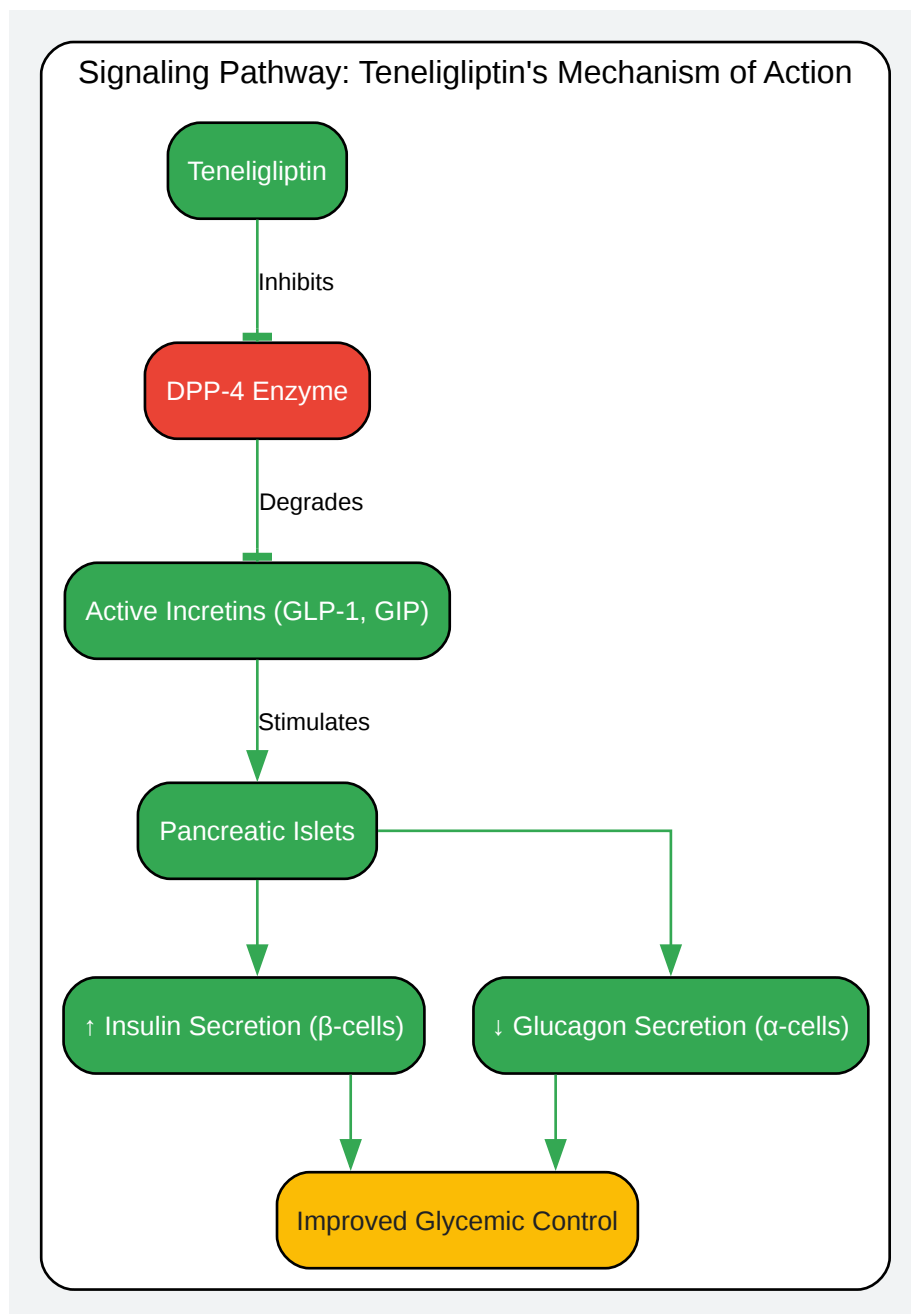 Signaling Pathway: Teneligliptin's Mechanism of Action
Teneligliptin
Inhibits
DPP-4 Enzyme
Degrades
Active Incretins (GLP-1, GIP)
Stimulates
Pancreatic Islets
↑ Insulin Secretion (β-cells)
↓ Glucagon Secretion (α-cells)
Improved Glycemic Control